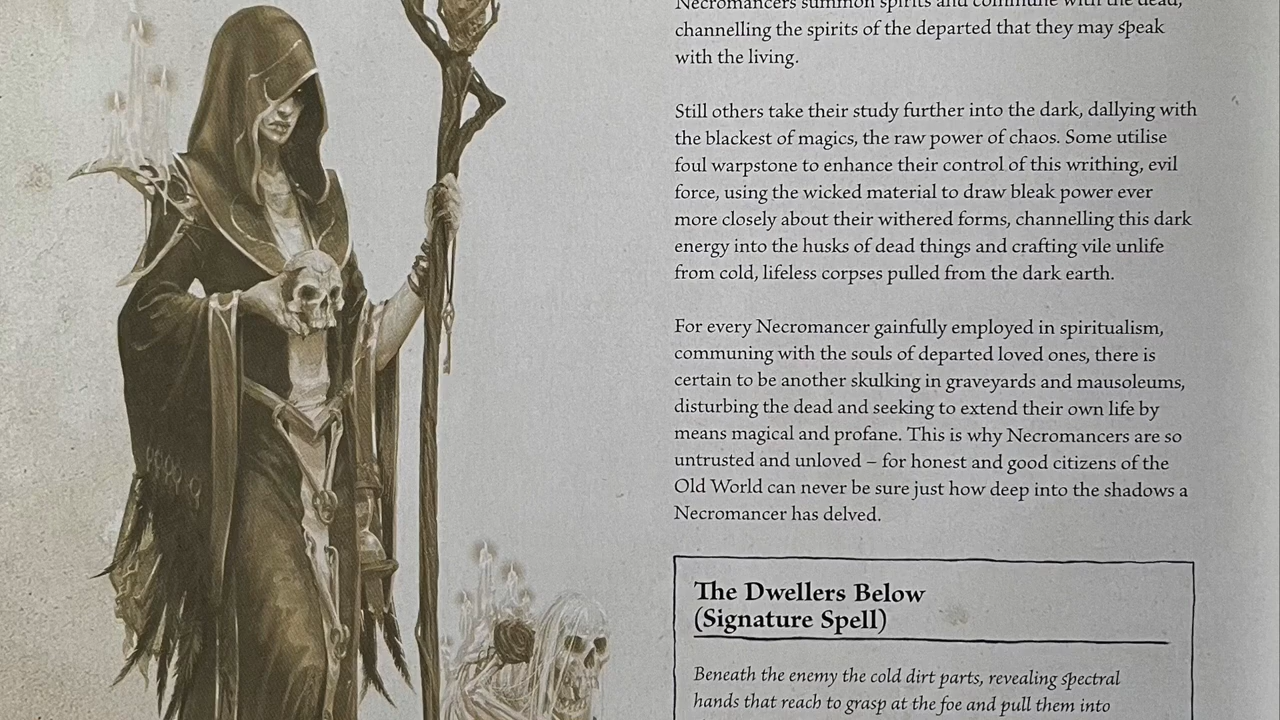 Necromancers summon spirits and commune with the dead,
channelling the spirits of the departed that they may speak
with the living.
Still others take their study further into the dark, dallying with
the blackest of magics, the raw power of chaos. Some utilise
foul warpstone to enhance their control of this writhing, evil
force, using the wicked material to draw bleak power ever
more closely about their withered forms, channelling this dark
energy into the husks of dead things and crafting vile unlife
from cold, lifeless corpses pulled from the dark earth.
For every Necromancer gainfully employed in spiritualism,
communing with the souls of departed loved ones, there is
certain to be another skulking in graveyards and mausoleums,
disturbing the dead and seeking to extend their own life by
means magical and profane. This is why Necromancers are so
untrusted and unloved – for honest and good citizens of the
Old World can never be sure just how deep into the shadows a
Necromancer has delved.
The Dwellers Below
(Signature Spell)
Beneath the enemy the cold dirt parts, revealing spectral
hands that reach to grasp at the foe and pull them into